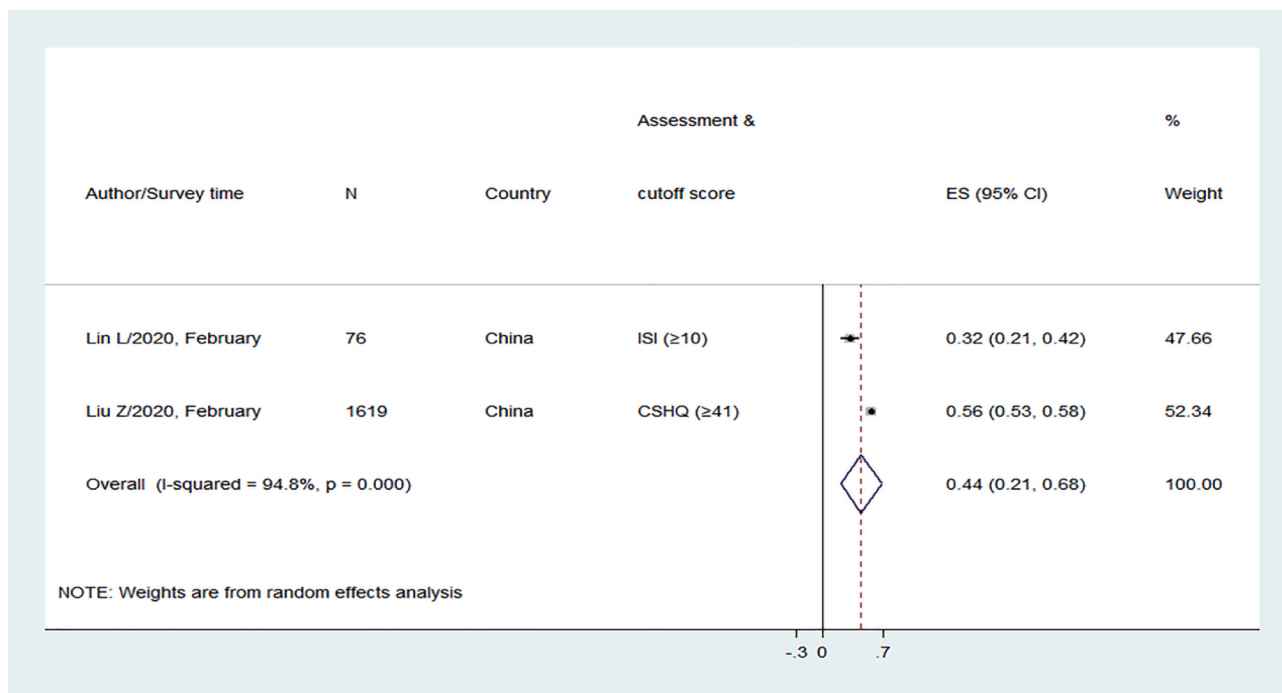 Assessment & %
Author/Survey time N Country cutoff score ES (95% CI) Weight
Lin L/2020, February 76 China ISI (≥10) 0.32 (0.21, 0.42) 47.66
Liu Z/2020, February 1619 China CSHQ (≥41) 0.56 (0.53, 0.58) 52.34
Overall (I-squared = 94.8%, p = 0.000) 0.44 (0.21, 0.68) 100.00
NOTE: Weights are from random effects analysis
-.3 0 .7